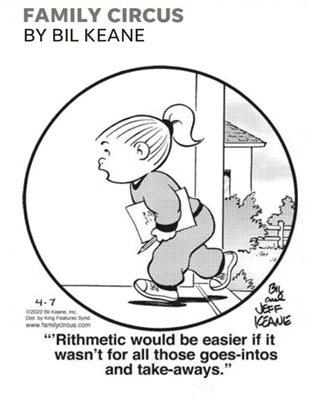 FAMILY CIRCUS
BY BIL KEANE
BIL
and
JEFF
KEANE
4-7
©2022 Bil Keane, Inc.
Dist. by King Features Synd.
www.familycircus.com
“’Rithmetic would be easier if it
wasn’t for all those goes-intos
and take-aways.”